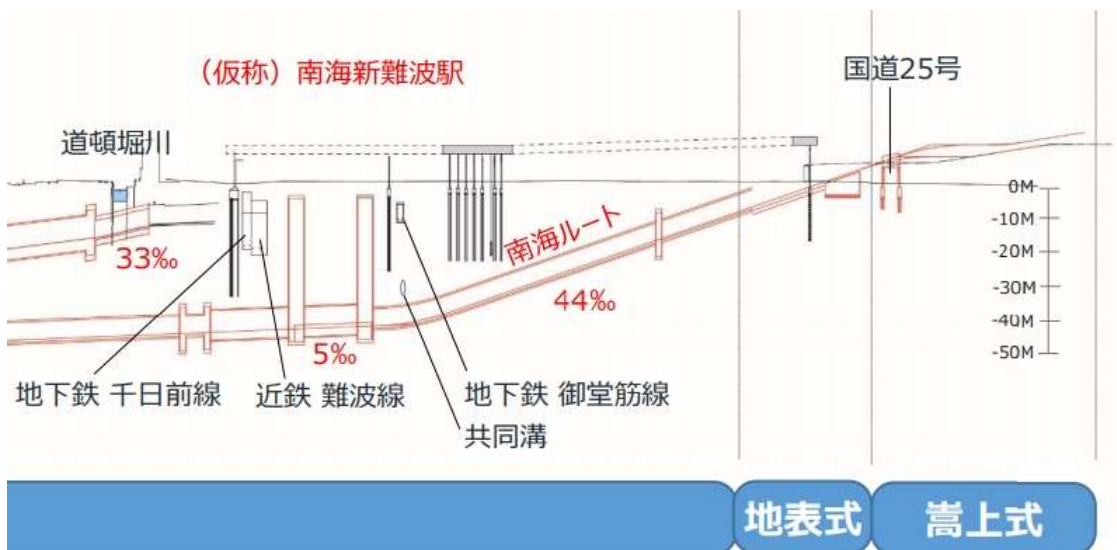 （仮称）南海新難波駅
国道25号
道頓堀川
0M
-10M
-20M
-30M
-40M
-50M
南海ルート
33‰
44‰
5‰
地下鉄 千日前線
近鉄 難波線
地下鉄 御堂筋線
共同溝
地表式
嵩上式